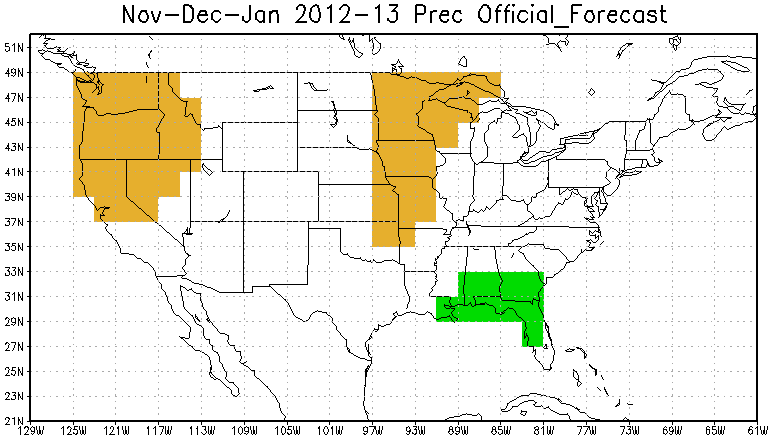 Nov-Dec-Jan 2012-13 Prec Official_Forecast
51N
49N
47N
45N
43N
41N
39N
37N
35N
33N
31N
29N
27N
25N
23N
21N
129W 125W 121W 117W 113W 109W 105W 101W 97W 93W 89W 85W 81W 77W 73W 69W 65W 61W